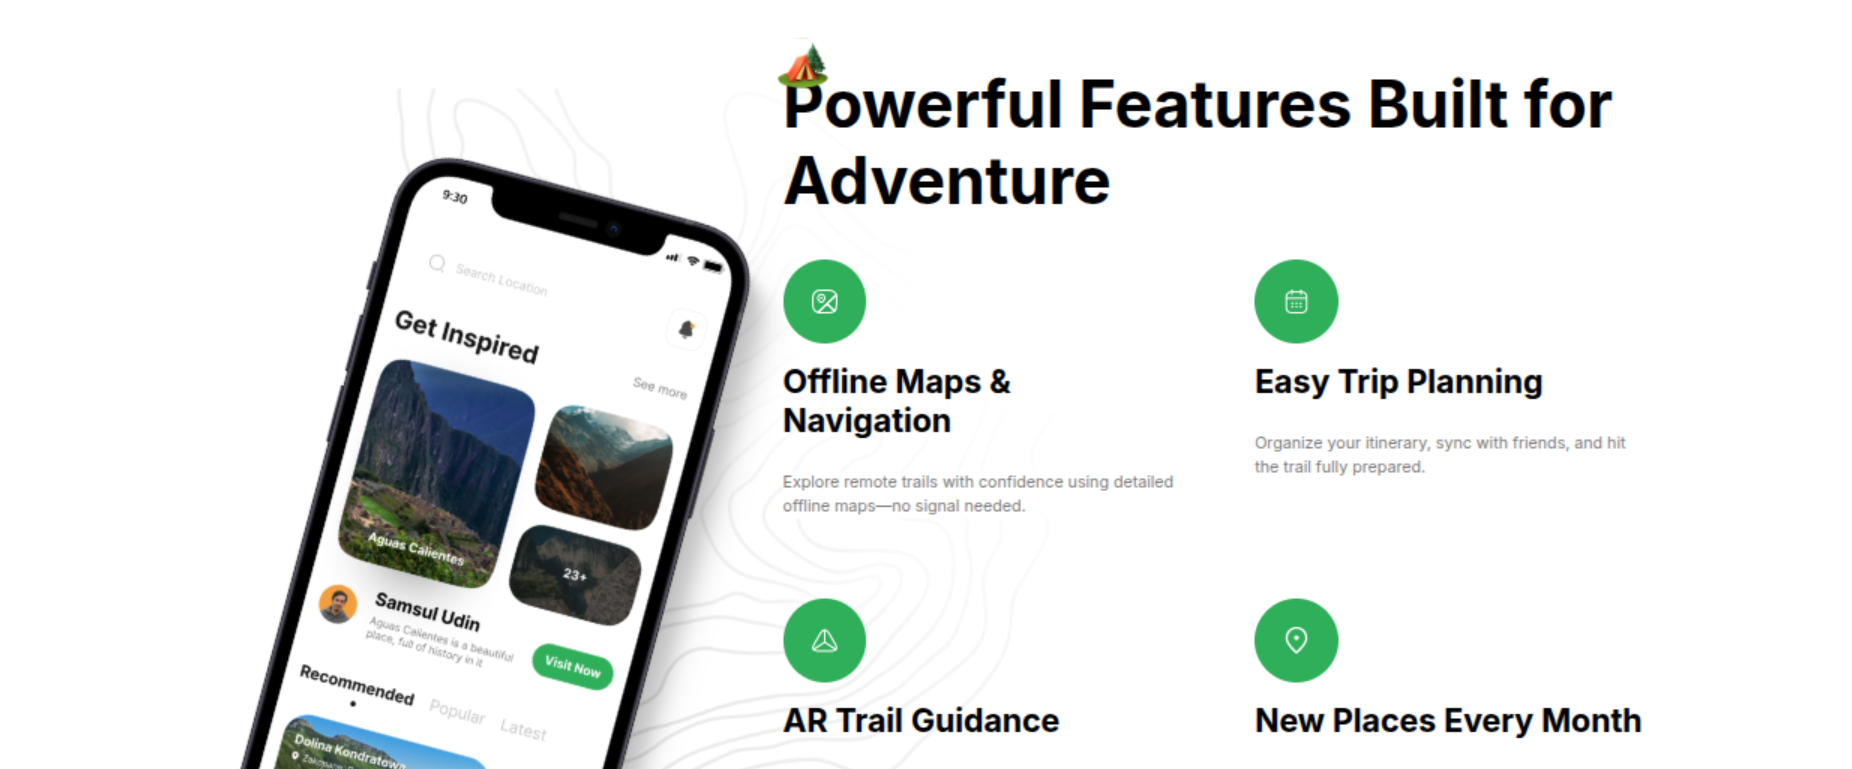 Powerful Features Built for
Adventure
9:30
Search Location
Get Inspired
See more
Aguas Calientes
23+
Samsul Udin
Aguas Calientes is a beautiful
place, full of history in it
Visit Now
Recommended Popular Latest
Dolina Kondratowa
Offline Maps &
Navigation
Explore remote trails with confidence using detailed
offline maps—no signal needed.
Easy Trip Planning
Organize your itinerary, sync with friends, and hit
the trail fully prepared.
AR Trail Guidance
New Places Every Month